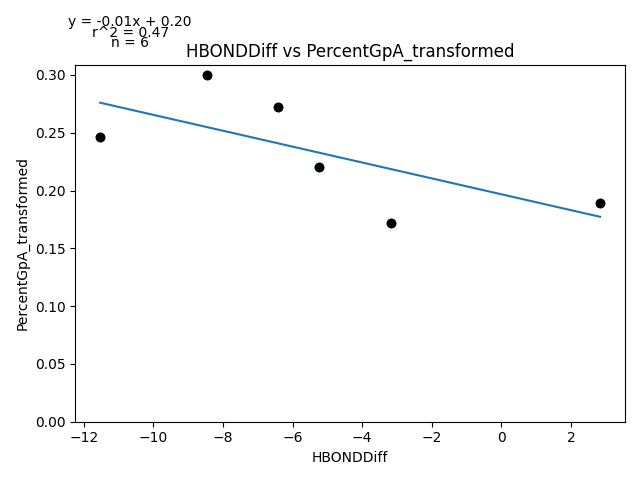 y = -0.01x + 0.20
r^2 = 0.47
n = 6
HBONDDiff vs PercentGpA_transformed
PercentGpA_transformed
0.30
0.25
0.20
0.15
0.10
0.05
0.00
−12 −10 −8 −6 −4 −2 0 2
HBONDDiff